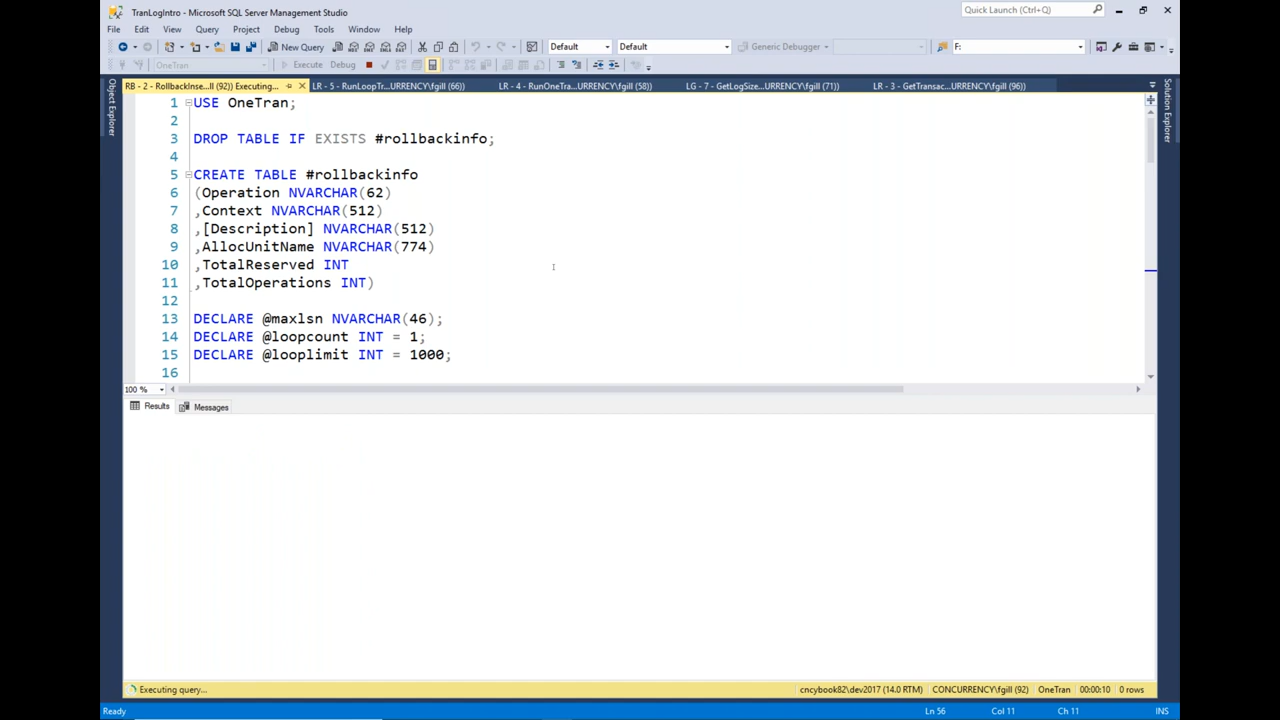 TranLogIntro - Microsoft SQL Server Management Studio
Quick Launch (Ctrl+Q)
File Edit View Query Project Debug Tools Window Help
New Query Default Default Generic Debugger F:
OneTran Execute Debug
RB - 2 - RollbackInse...ll (92)) Executing... LR - 5 - RunLoopTr...URRENCY\fgill (66)) LR - 4 - RunOneTra...URRENCY\fgill (58)) LG - 7 - GetLogSize...URRENCY\fgill (71)) LR - 3 - GetTransac...URRENCY\fgill (96))
Object Explorer
Solution Explorer
1 USE OneTran;
2
3 DROP TABLE IF EXISTS #rollbackinfo;
4
5 CREATE TABLE #rollbackinfo
6 (Operation NVARCHAR(62)
7 ,Context NVARCHAR(512)
8 ,[Description] NVARCHAR(512)
9 ,AllocUnitName NVARCHAR(774)
10 ,TotalReserved INT
11 ,TotalOperations INT)
12
13 DECLARE @maxlsn NVARCHAR(46);
14 DECLARE @loopcount INT = 1;
15 DECLARE @looplimit INT = 1000;
16
100 %
Results Messages
Executing query... cncybook82\dev2017 (14.0 RTM) CONCURRENCY\fgill (92) OneTran 00:00:10 0 rows
Ready Ln 56 Col 11 Ch 11 INS